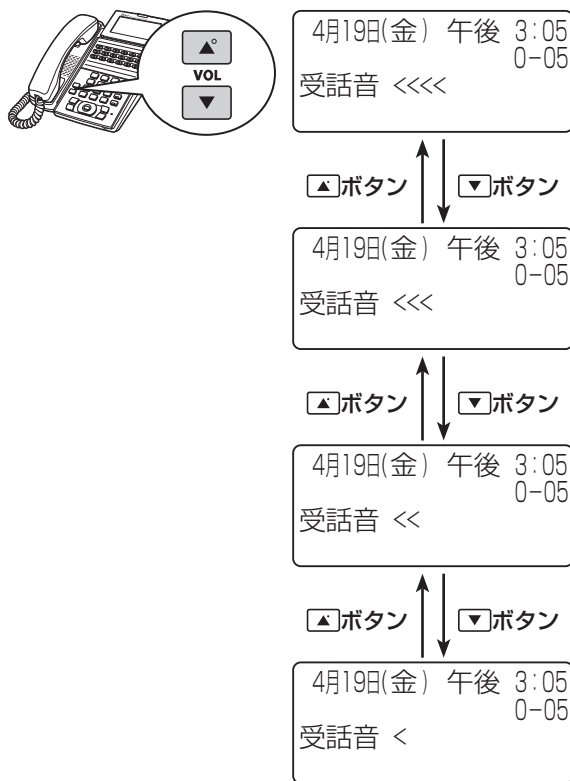 VOL
4月19日(金) 午後 3:05
0-05
受話音 <<<<
▲ボタン ▼ボタン
4月19日(金) 午後 3:05
0-05
受話音 <<<
▲ボタン ▼ボタン
4月19日(金) 午後 3:05
0-05
受話音 <<
▲ボタン ▼ボタン
4月19日(金) 午後 3:05
0-05
受話音 <